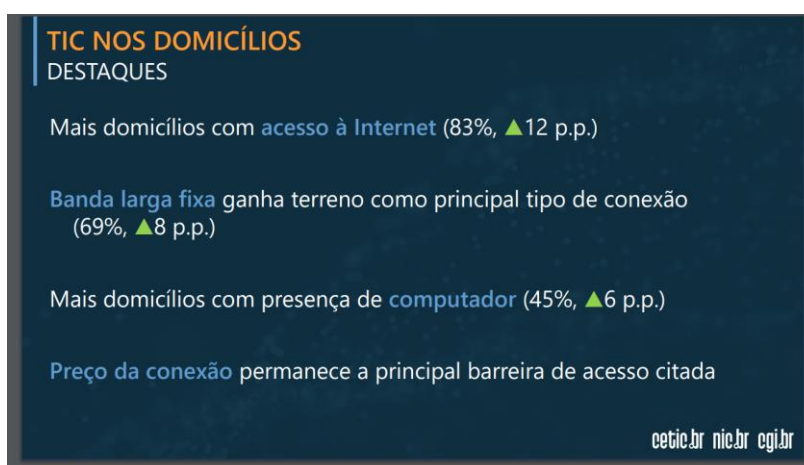 TIC NOS DOMICÍLIOS
DESTAQUES
Mais domicílios com acesso à Internet (83%, ▲12 p.p.)
Banda larga fixa ganha terreno como principal tipo de conexão
(69%, ▲8 p.p.)
Mais domicílios com presença de computador (45%, ▲6 p.p.)
Preço da conexão permanece a principal barreira de acesso citada
cetic.br nic.br cgi.br